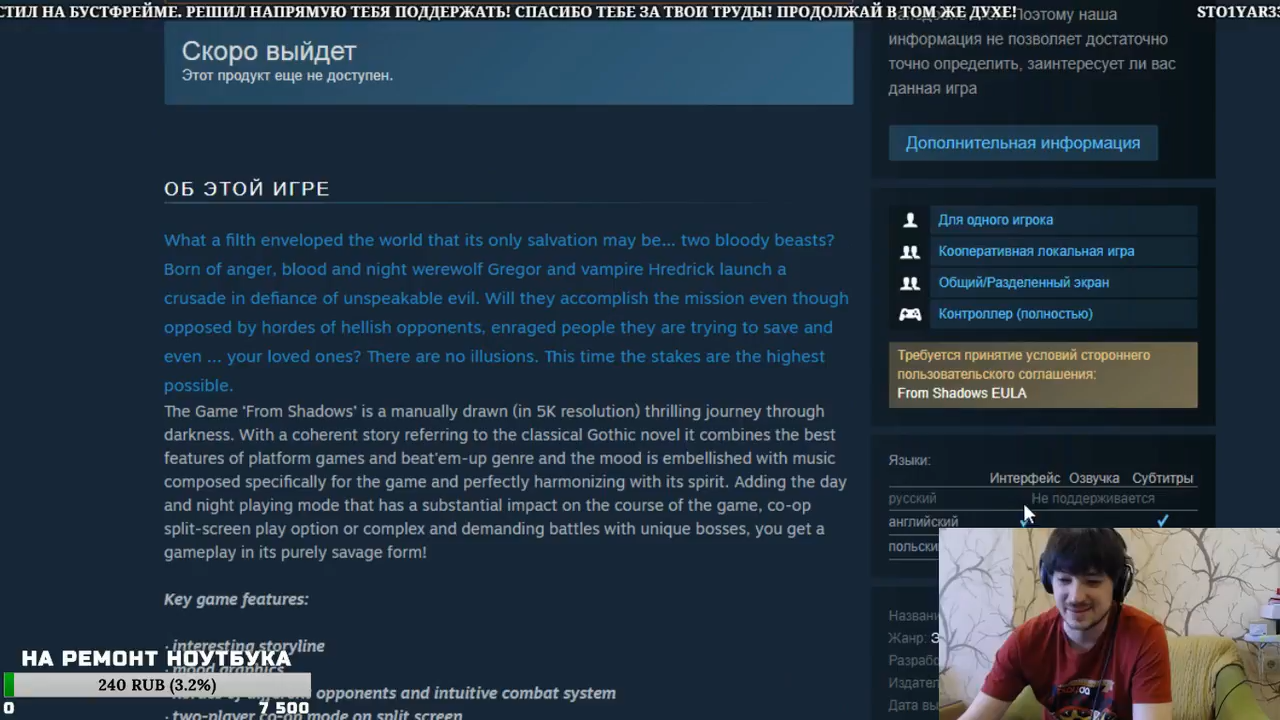 СТИЛ НА БУСТФРЕЙМЕ. РЕШИЛ НАПРЯМУЮ ТЕБЯ ПОДДЕРЖАТЬ! СПАСИБО ТЕБЕ ЗА ТВОИ ТРУДЫ! ПРОДОЛЖАЙ В ТОМ ЖЕ ДУХЕ! STO1YAR33
Скоро выйдет
Этот продукт еще не доступен.
ОБ ЭТОЙ ИГРЕ
What a filth enveloped the world that its only salvation may be... two bloody beasts?
Born of anger, blood and night werewolf Gregor and vampire Hredrick launch a
crusade in defiance of unspeakable evil. Will they accomplish the mission even though
opposed by hordes of hellish opponents, enraged people they are trying to save and
even ... your loved ones? There are no illusions. This time the stakes are the highest
possible.
The Game 'From Shadows' is a manually drawn (in 5K resolution) thrilling journey through
darkness. With a coherent story referring to the classical Gothic novel it combines the best
features of platform games and beat'em-up genre and the mood is embellished with music
composed specifically for the game and perfectly harmonizing with its spirit. Adding the day
and night playing mode that has a substantial impact on the course of the game, co-op
split-screen play option or complex and demanding battles with unique bosses, you get a
gameplay in its purely savage form!
Key game features:
· interesting storyline
· mood graphics
opponents and intuitive combat system
· two-player co-op mode on split screen
НА РЕМОНТ НОУТБУКА
240 RUB (3.2%)
0 7 500
Поэтому наша
информация не позволяет достаточно
точно определить, заинтересует ли вас
данная игра
Дополнительная информация
Для одного игрока
Кооперативная локальная игра
Общий/Разделенный экран
Контроллер (полностью)
Требуется принятие условий стороннего
пользовательского соглашения:
From Shadows EULA
Языки:
Интерфейс Озвучка Субтитры
русский Не поддерживается
английский
польски
Назван
Жанр: Э
Разрабо
Издател
Дата вы